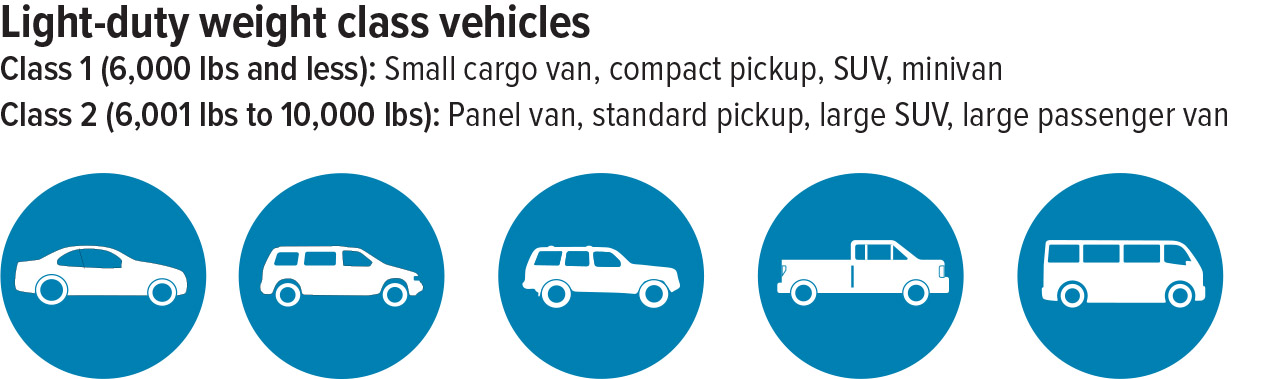 Light-duty weight class vehicles
Class 1 (6,000 lbs and less): Small cargo van, compact pickup, SUV, minivan
Class 2 (6,001 lbs to 10,000 lbs): Panel van, standard pickup, large SUV, large passenger van